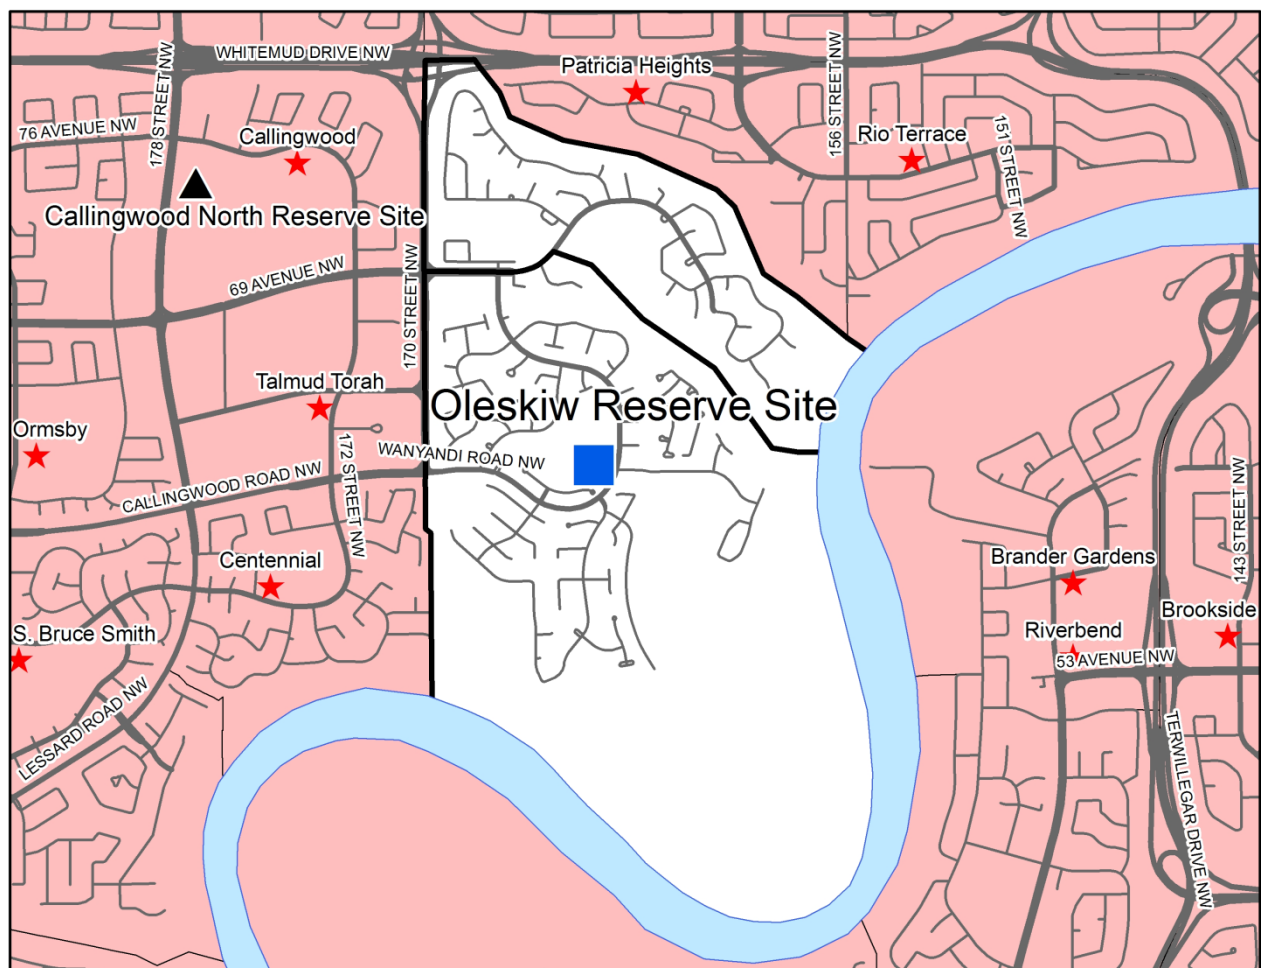 WHITEMUD DRIVE NW
Patricia Heights
178 STREET NW
156 STREET NW
76 AVENUE NW
Callingwood
Rio Terrace
151 STREET NW
Callingwood North Reserve Site
69 AVENUE NW
170 STREET NW
Talmud Torah
Oleskiw Reserve Site
Ormsby
WANYANDI ROAD NW
CALLINGWOOD ROAD NW
172 STREET NW
143 STREET NW
Centennial
Brander Gardens
Brookside
S. Bruce Smith
Riverbend
53 AVENUE NW
LESSARD ROAD NW
TERWILLEGAR DRIVE NW